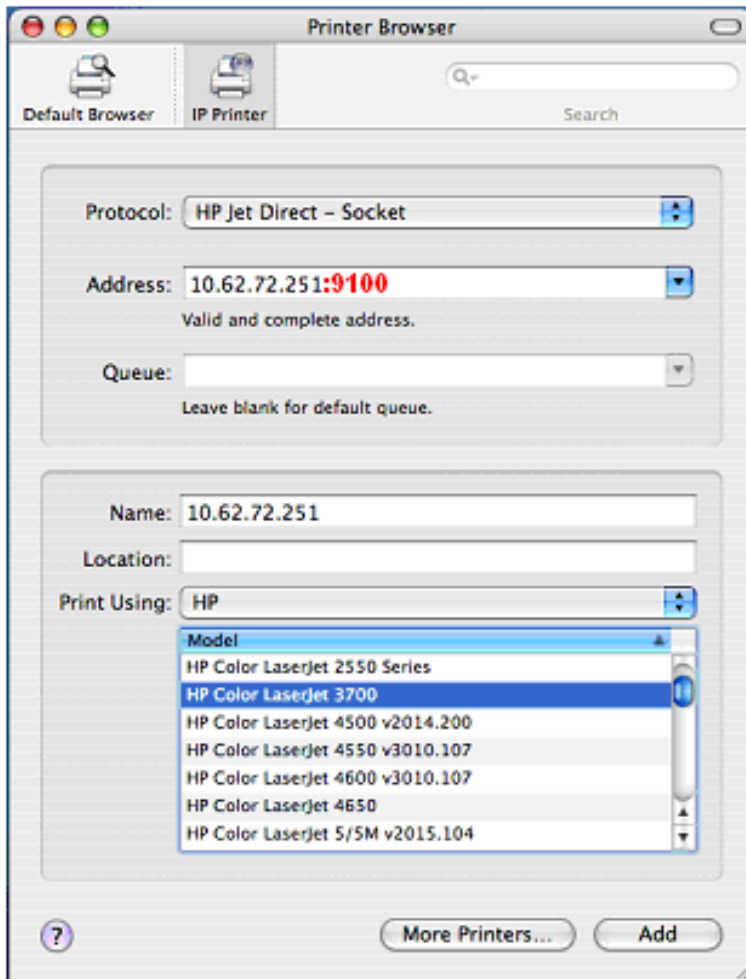 Printer Browser
Default Browser
IP Printer
Search
Protocol: HP Jet Direct – Socket
Address: 10.62.72.251:9100
Valid and complete address.
Queue:
Leave blank for default queue.
Name: 10.62.72.251
Location:
Print Using: HP
Model
HP Color LaserJet 2550 Series
HP Color LaserJet 3700
HP Color LaserJet 4500 v2014.200
HP Color LaserJet 4550 v3010.107
HP Color LaserJet 4600 v3010.107
HP Color LaserJet 4650
HP Color LaserJet 5/5M v2015.104
? More Printers... Add